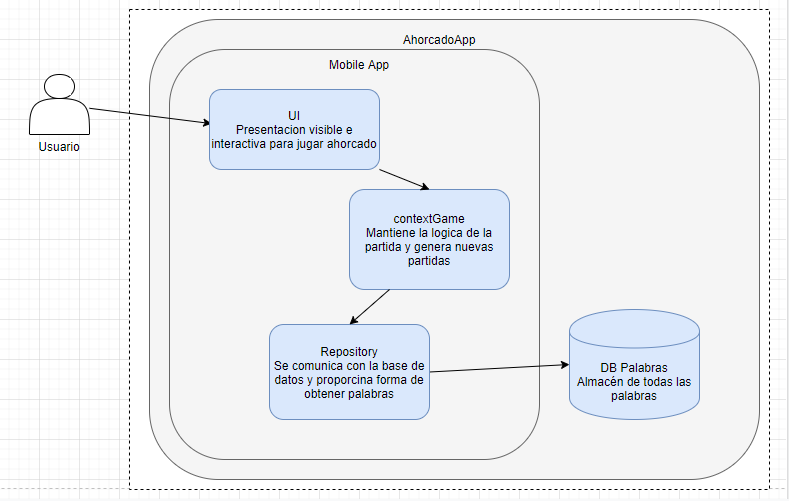 AhorcadoApp
Mobile App
UI
Presentacion visible e
interactiva para jugar ahorcado
Usuario
contextGame
Mantiene la logica de la
partida y genera nuevas
partidas
Repository
Se comunica con la base de
datos y proporcina forma de
obtener palabras
DB Palabras
Almacén de todas las
palabras